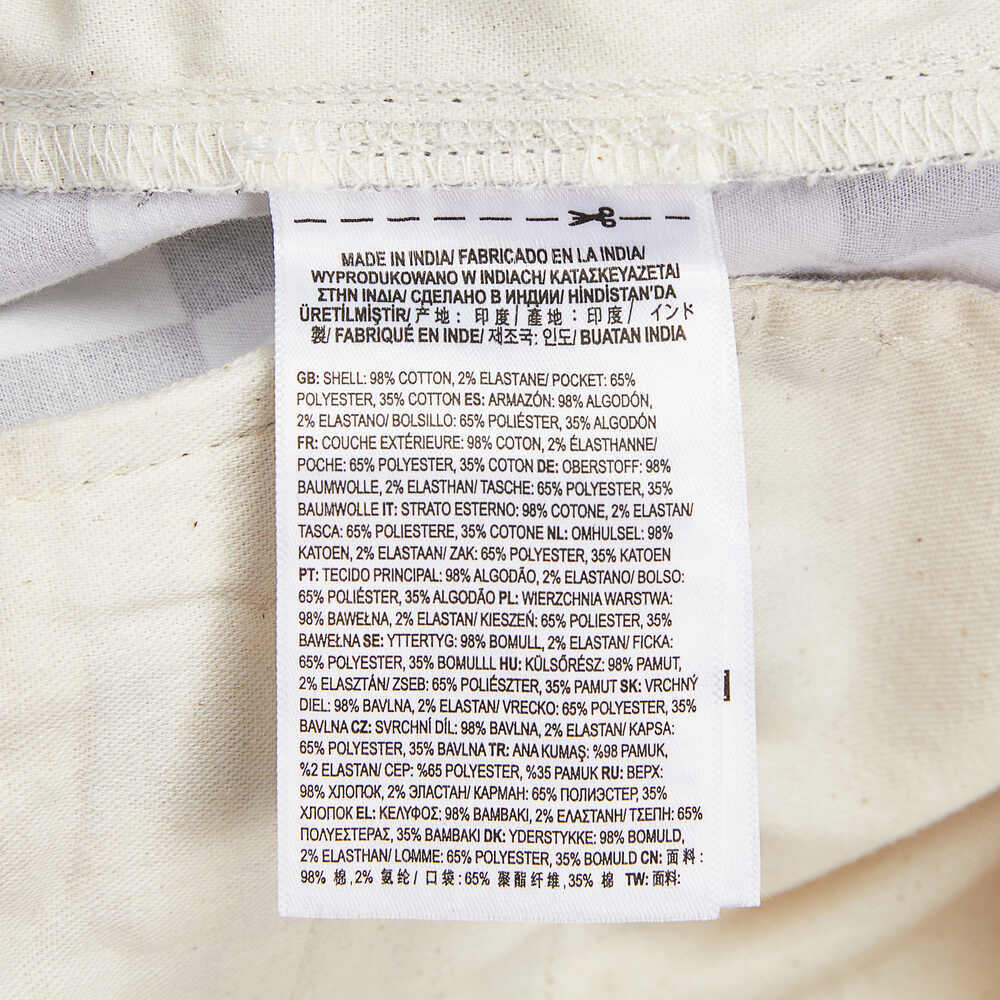 MADE IN INDIA/ FABRICADO EN LA INDIA/
WYPRODUKOWANO W INDIACH/ ΚΑΤΑΣΚΕΥΑΖΕΤΑΙ
ΣΤΗΝ ΙΝΔΙΑ/ СДЕЛАНО В ИНДИИ/ HİNDİSTAN'DA
ÜRETİLMİŞTİR/ 产地: 印度/ 產地: 印度/ インド
製/ FABRIQUÉ EN INDE/ 제조국: 인도/ BUATAN INDIA
GB: SHELL: 98% COTTON, 2% ELASTANE/ POCKET: 65%
POLYESTER, 35% COTTON ES: ARMAZÓN: 98% ALGODÓN,
2% ELASTANO/ BOLSILLO: 65% POLIÉSTER, 35% ALGODÓN
FR: COUCHE EXTÉRIEURE: 98% COTON, 2% ÉLASTHANNE/
POCHE: 65% POLYESTER, 35% COTON DE: OBERSTOFF: 98%
BAUMWOLLE, 2% ELASTHAN/ TASCHE: 65% POLYESTER, 35%
BAUMWOLLE IT: STRATO ESTERNO: 98% COTONE, 2% ELASTAN/
TASCA: 65% POLIESTERE, 35% COTONE NL: OMHULSEL: 98%
KATOEN, 2% ELASTAAN/ ZAK: 65% POLYESTER, 35% KATOEN
PT: TECIDO PRINCIPAL: 98% ALGODÃO, 2% ELASTANO/ BOLSO:
65% POLIÉSTER, 35% ALGODÃO PL: WIERZCHNIA WARSTWA:
98% BAWEŁNA, 2% ELASTAN/ KIESZEŃ: 65% POLIESTER, 35%
BAWEŁNA SE: YTTERTYG: 98% BOMULL, 2% ELASTAN/ FICKA:
65% POLYESTER, 35% BOMULLL HU: KÜLSŐRÉSZ: 98% PAMUT,
2% ELASZTÁN/ ZSEB: 65% POLIÉSZTER, 35% PAMUT SK: VRCHNÝ
DIEL: 98% BAVLNA, 2% ELASTAN/ VRECKO: 65% POLYESTER, 35%
BAVLNA CZ: SVRCHNÍ DÍL: 98% BAVLNA, 2% ELASTAN/ KAPSA:
65% POLYESTER, 35% BAVLNA TR: ANA KUMAŞ: %98 PAMUK,
%2 ELASTAN/ CEP: %65 POLYESTER, %35 PAMUK RU: ВЕРХ:
98% ХЛОПОК, 2% ЭЛАСТАН/ КАРМАН: 65% ПОЛИЭСТЕР, 35%
ХЛОПОК EL: ΚΕΛΥΦΟΣ: 98% ΒΑΜΒΑΚΙ, 2% ΕΛΑΣΤΑΝΗ/ ΤΣΕΠΗ: 65%
ΠΟΛΥΕΣΤΕΡΑΣ, 35% ΒΑΜΒΑΚΙ DK: YDERSTYKKE: 98% BOMULD,
2% ELASTHAN/ LOMME: 65% POLYESTER, 35% BOMULD CN: 面料:
98% 棉, 2% 氨纶/ 口袋: 65% 聚酯纤维, 35% 棉 TW: 面料: